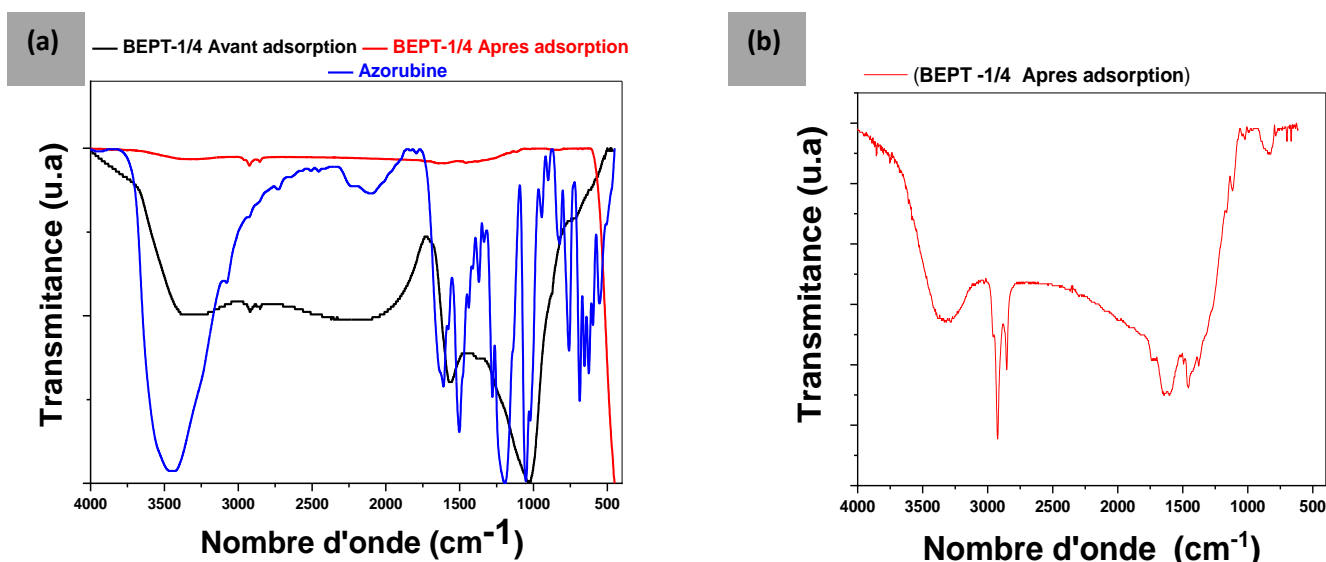 (a)
BEPT-1/4 Avant adsorption
BEPT-1/4 Apres adsorption
Azorubine
Transmitance (u.a)
4000 3500 3000 2500 2000 1500 1000 500
Nombre d'onde (cm-1)
(b)
(BEPT -1/4 Apres adsorption)
Transmitance (u.a)
4000 3500 3000 2500 2000 1500 1000 500
Nombre d'onde (cm-1)